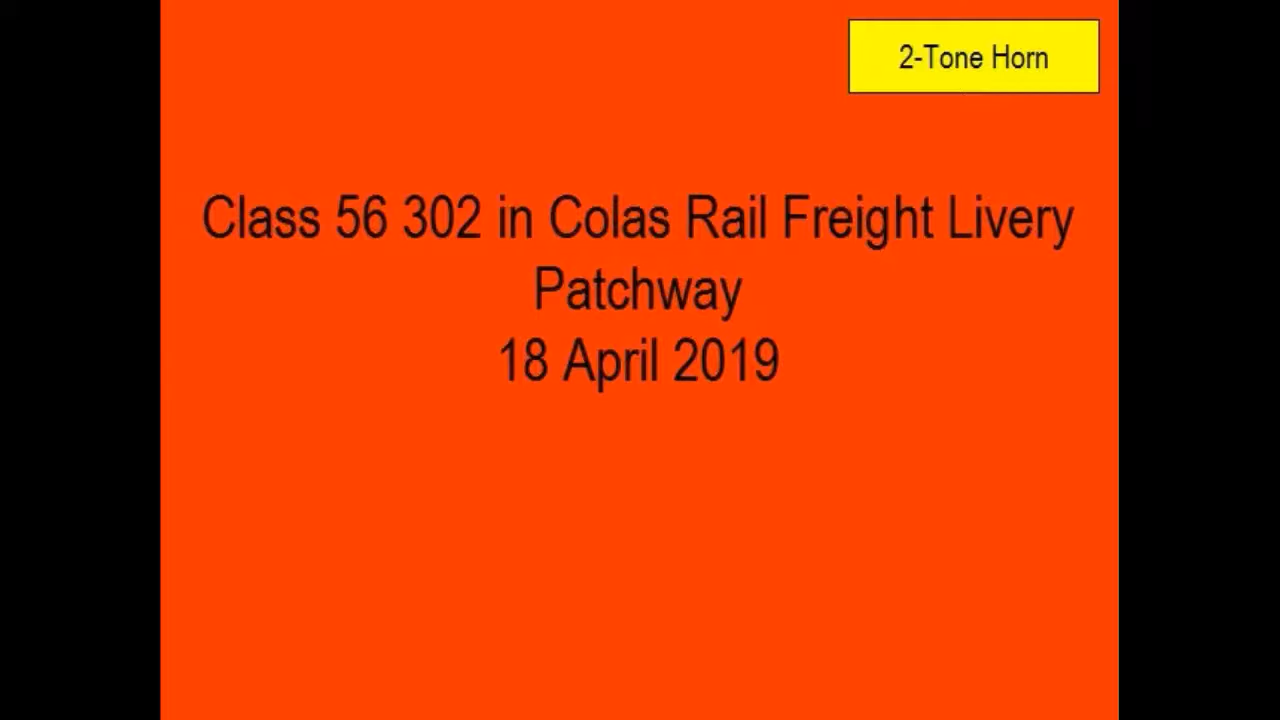 2-Tone Horn
Class 56 302 in Colas Rail Freight Livery
Patchway
18 April 2019